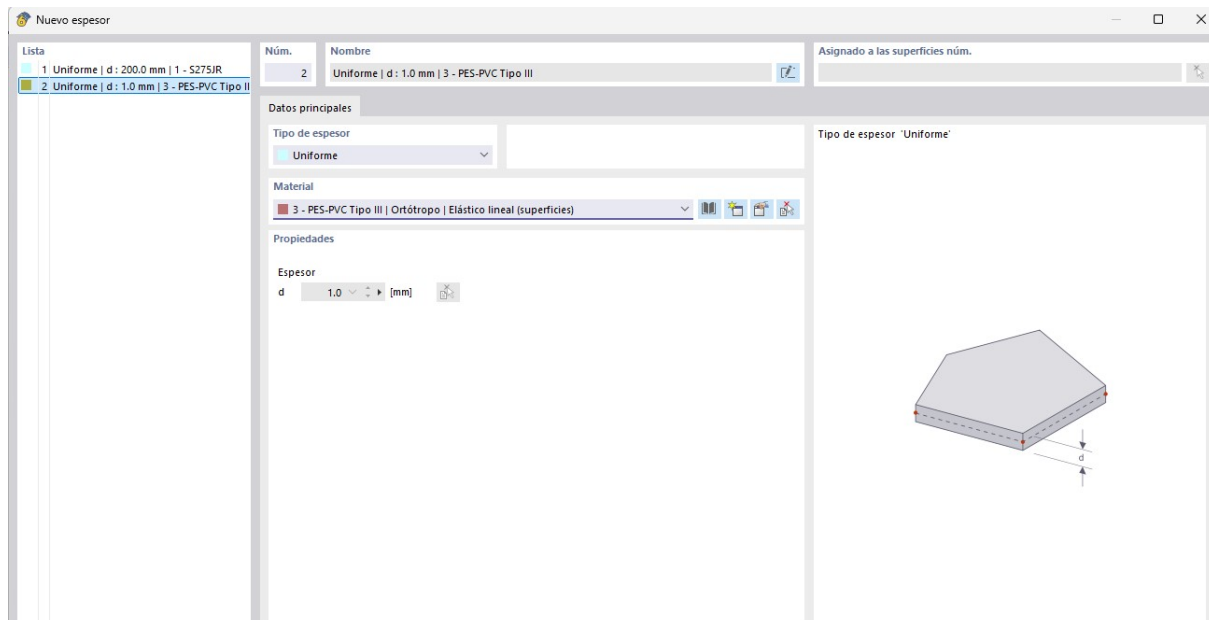 Nuevo espesor
Lista
1 Uniforme | d : 200.0 mm | 1 - S275JR
2 Uniforme | d : 1.0 mm | 3 - PES-PVC Tipo II
Núm.
2
Nombre
Uniforme | d : 1.0 mm | 3 - PES-PVC Tipo III
Asignado a las superficies núm.
Datos principales
Tipo de espesor
Uniforme
Material
3 - PES-PVC Tipo III | Ortótropo | Elástico lineal (superficies)
Propiedades
Espesor
d 1.0 [mm]
Tipo de espesor 'Uniforme'
d